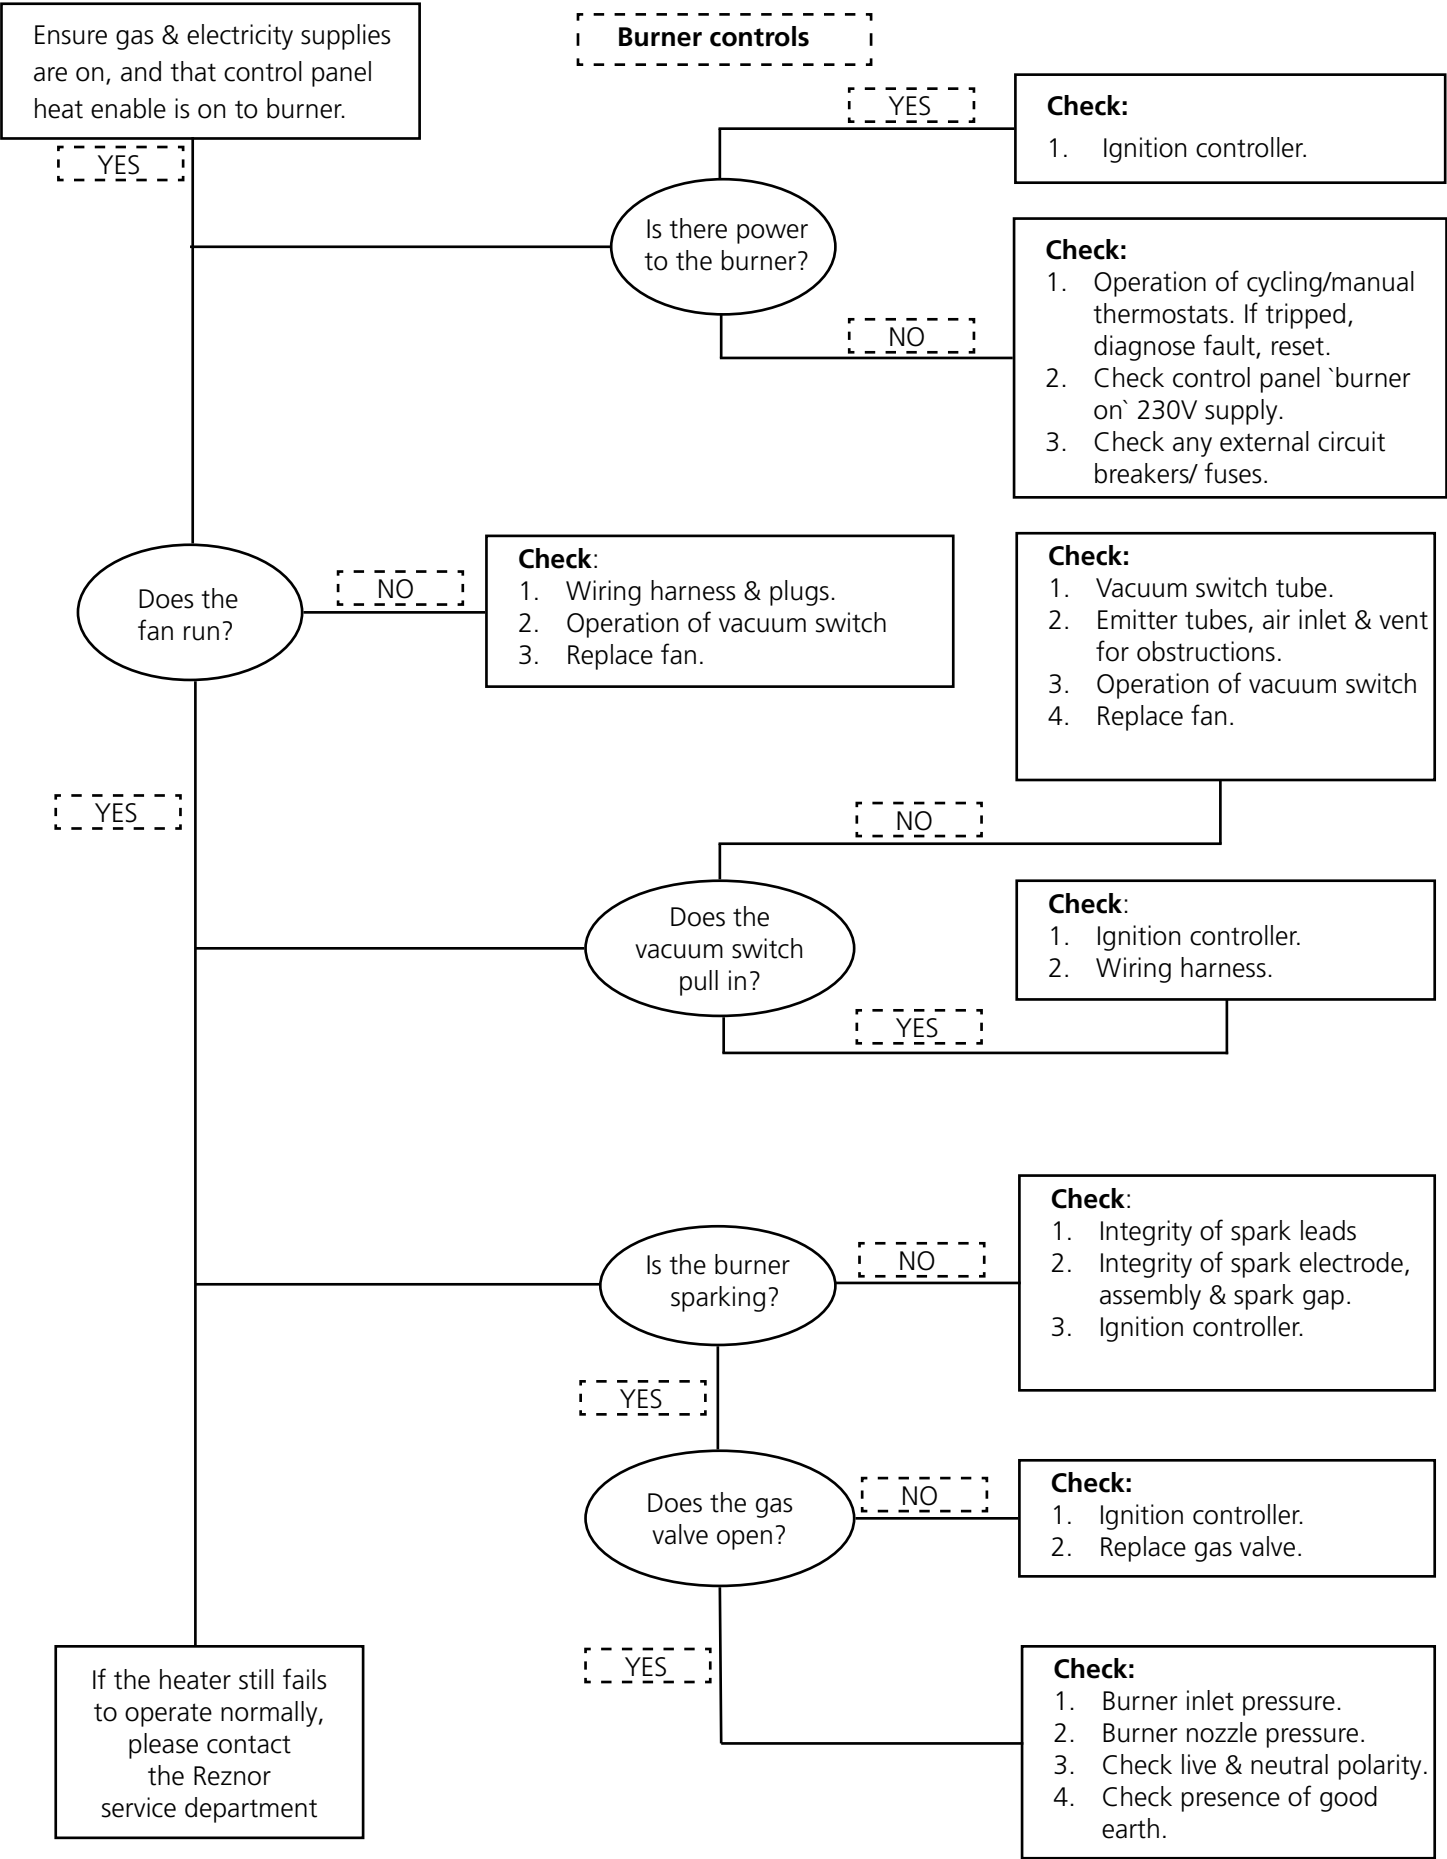 Ensure gas & electricity supplies
are on, and that control panel
heat enable is on to burner.
Burner controls
YES
YES
Check:
1. Ignition controller.
Is there power
to the burner?
NO
Check:
1. Operation of cycling/manual
thermostats. If tripped,
diagnose fault, reset.
2. Check control panel `burner
on` 230V supply.
3. Check any external circuit
breakers/ fuses.
Does the
fan run?
NO
Check:
1. Wiring harness & plugs.
2. Operation of vacuum switch
3. Replace fan.
Check:
1. Vacuum switch tube.
2. Emitter tubes, air inlet & vent
for obstructions.
3. Operation of vacuum switch
4. Replace fan.
YES
NO
Does the
vacuum switch
pull in?
Check:
1. Ignition controller.
2. Wiring harness.
YES
Is the burner
sparking?
NO
Check:
1. Integrity of spark leads
2. Integrity of spark electrode,
assembly & spark gap.
3. Ignition controller.
YES
Does the gas
valve open?
NO
Check:
1. Ignition controller.
2. Replace gas valve.
YES
If the heater still fails
to operate normally,
please contact
the Reznor
service department
Check:
1. Burner inlet pressure.
2. Burner nozzle pressure.
3. Check live & neutral polarity.
4. Check presence of good
earth.